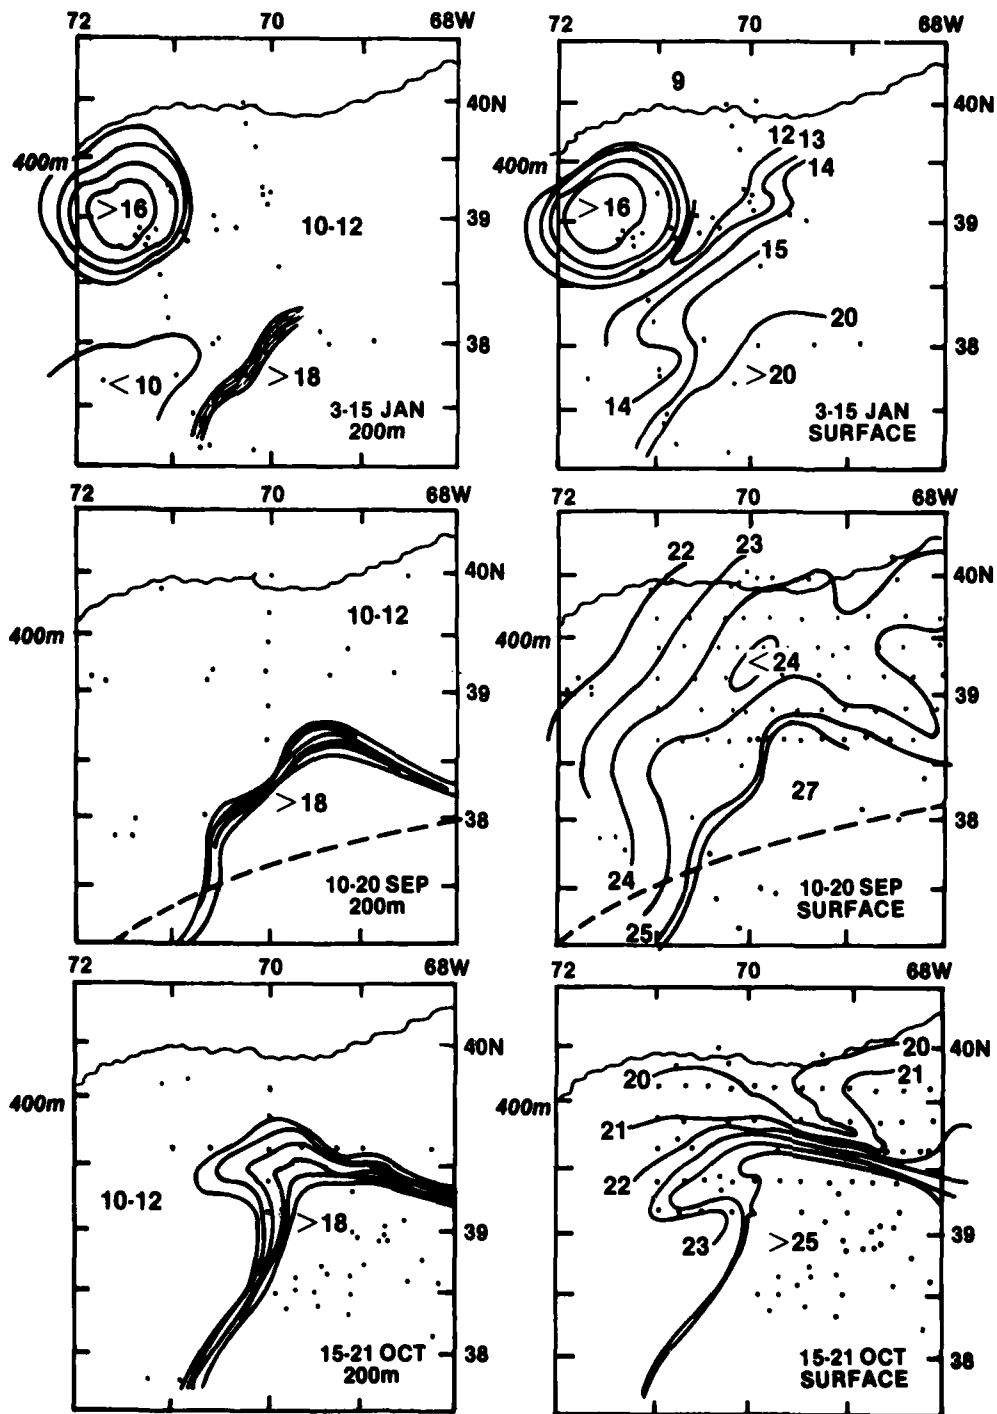 72 70 68W
40N
400m
>16
39
10-12
38
<10
>18
3-15 JAN
200m
72 70 68W
9
40N
12 13
14
400m
>16
39
15
20
38
>20
14
3-15 JAN
SURFACE
72 70 68W
40N
10-12
400m
39
>18
38
10-20 SEP
200m
72 70 68W
22 23
40N
400m
<24
39
27
38
24
10-20 SEP
SURFACE
25
72 70 68W
40N
400m
10-12
>18
39
15-21 OCT
200m
38
72 70 68W
20
40N
20
21
400m
21
22
39
23
>25
38
15-21 OCT
SURFACE